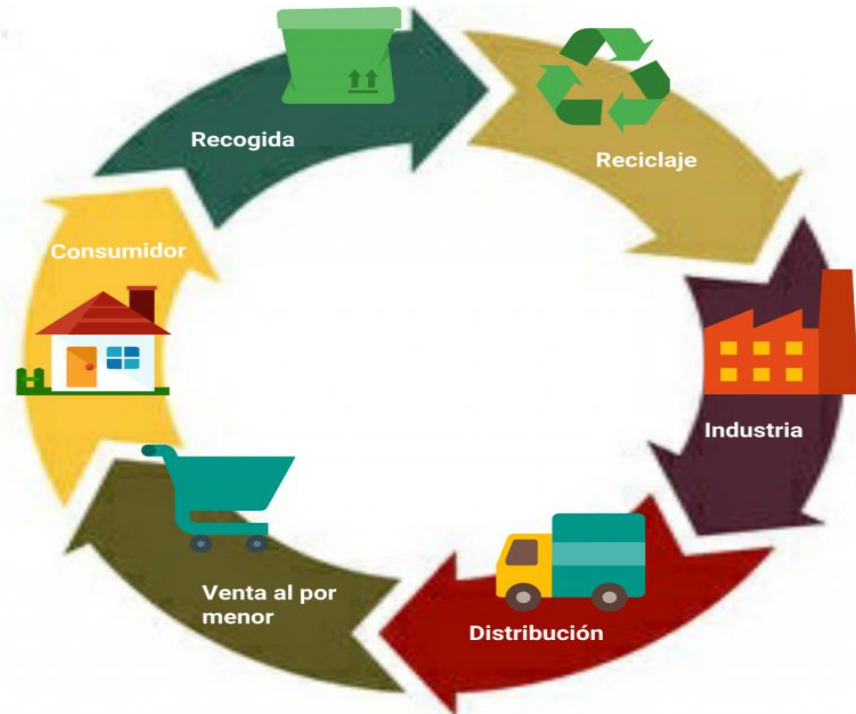 Recogida
Reciclaje
Consumidor
Industria
Venta al por
menor
Distribución